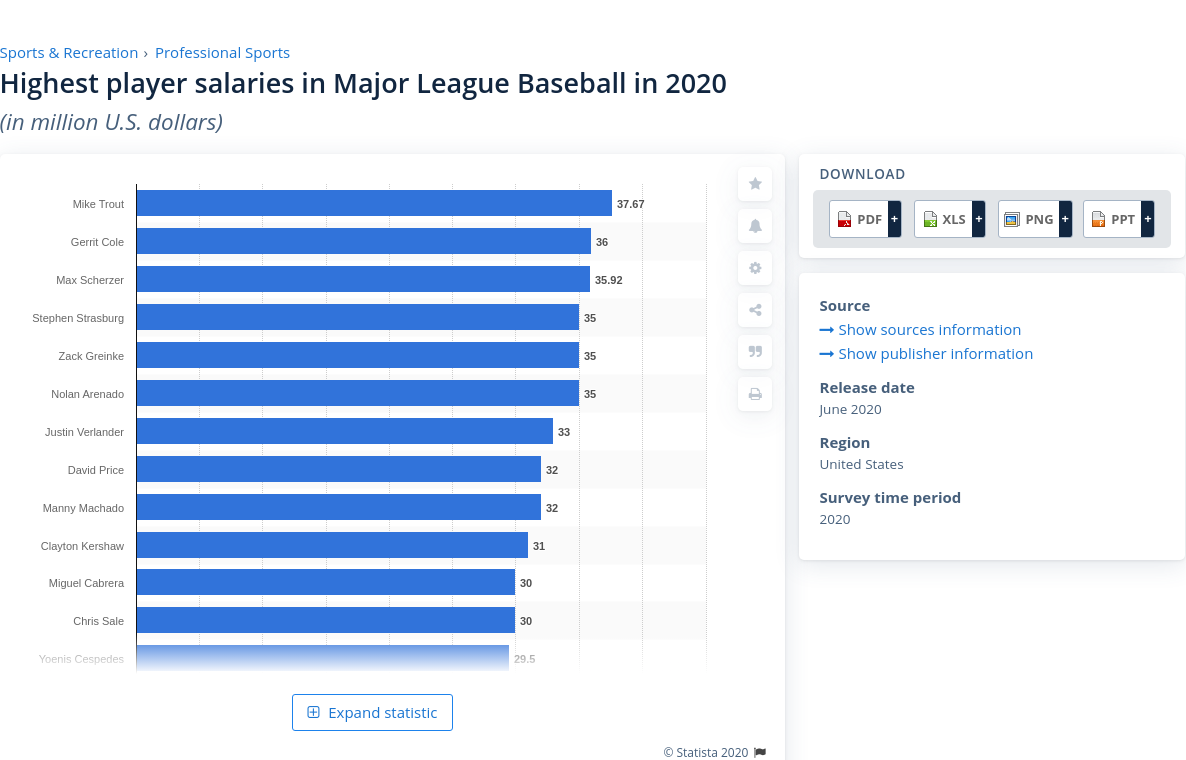 Sports & Recreation › Professional Sports
Highest player salaries in Major League Baseball in 2020
(in million U.S. dollars)
Mike Trout 37.67
Gerrit Cole 36
Max Scherzer 35.92
Stephen Strasburg 35
Zack Greinke 35
Nolan Arenado 35
Justin Verlander 33
David Price 32
Manny Machado 32
Clayton Kershaw 31
Miguel Cabrera 30
Chris Sale 30
Yoenis Cespedes 29.5
Expand statistic
© Statista 2020
DOWNLOAD
PDF + XLS + PNG + PPT +
Source
Show sources information
Show publisher information
Release date
June 2020
Region
United States
Survey time period
2020